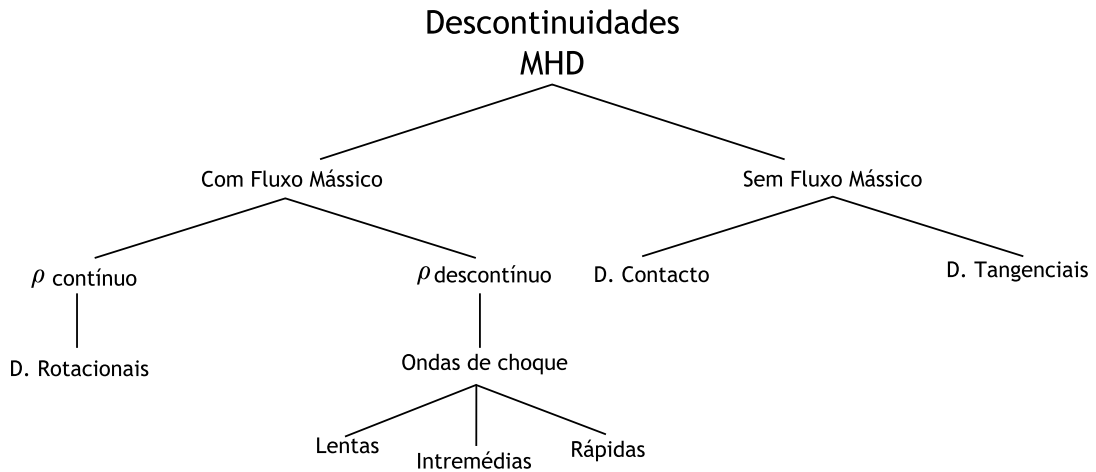 Descontinuidades
MHD
Com Fluxo Mássico
Sem Fluxo Mássico
ρ contínuo
ρ descontínuo
D. Contacto
D. Tangenciais
D. Rotacionais
Ondas de choque
Lentas
Intremédias
Rápidas